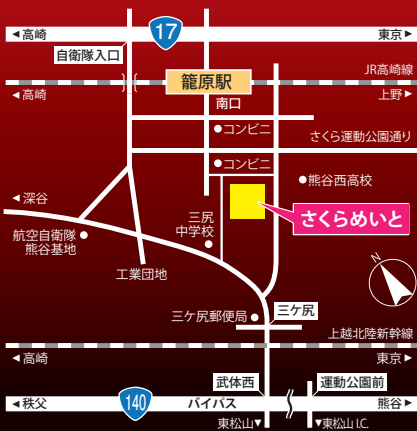 ◀高崎
17
東京▶
自衛隊入口
JR高崎線
◀高崎
籠原駅
上野▶
南口
コンビニ
さくら運動公園通り
コンビニ
熊谷西高校
◀深谷
さくらめいと
三尻
中学校
航空自衛隊
熊谷基地
N
工業団地
三ケ尻郵便局
三ケ尻
上越北陸新幹線
◀高崎
東京▶
武体西
運動公園前
◀秩父
140
バイパス
熊谷▶
東松山▼
▼東松山I.C.